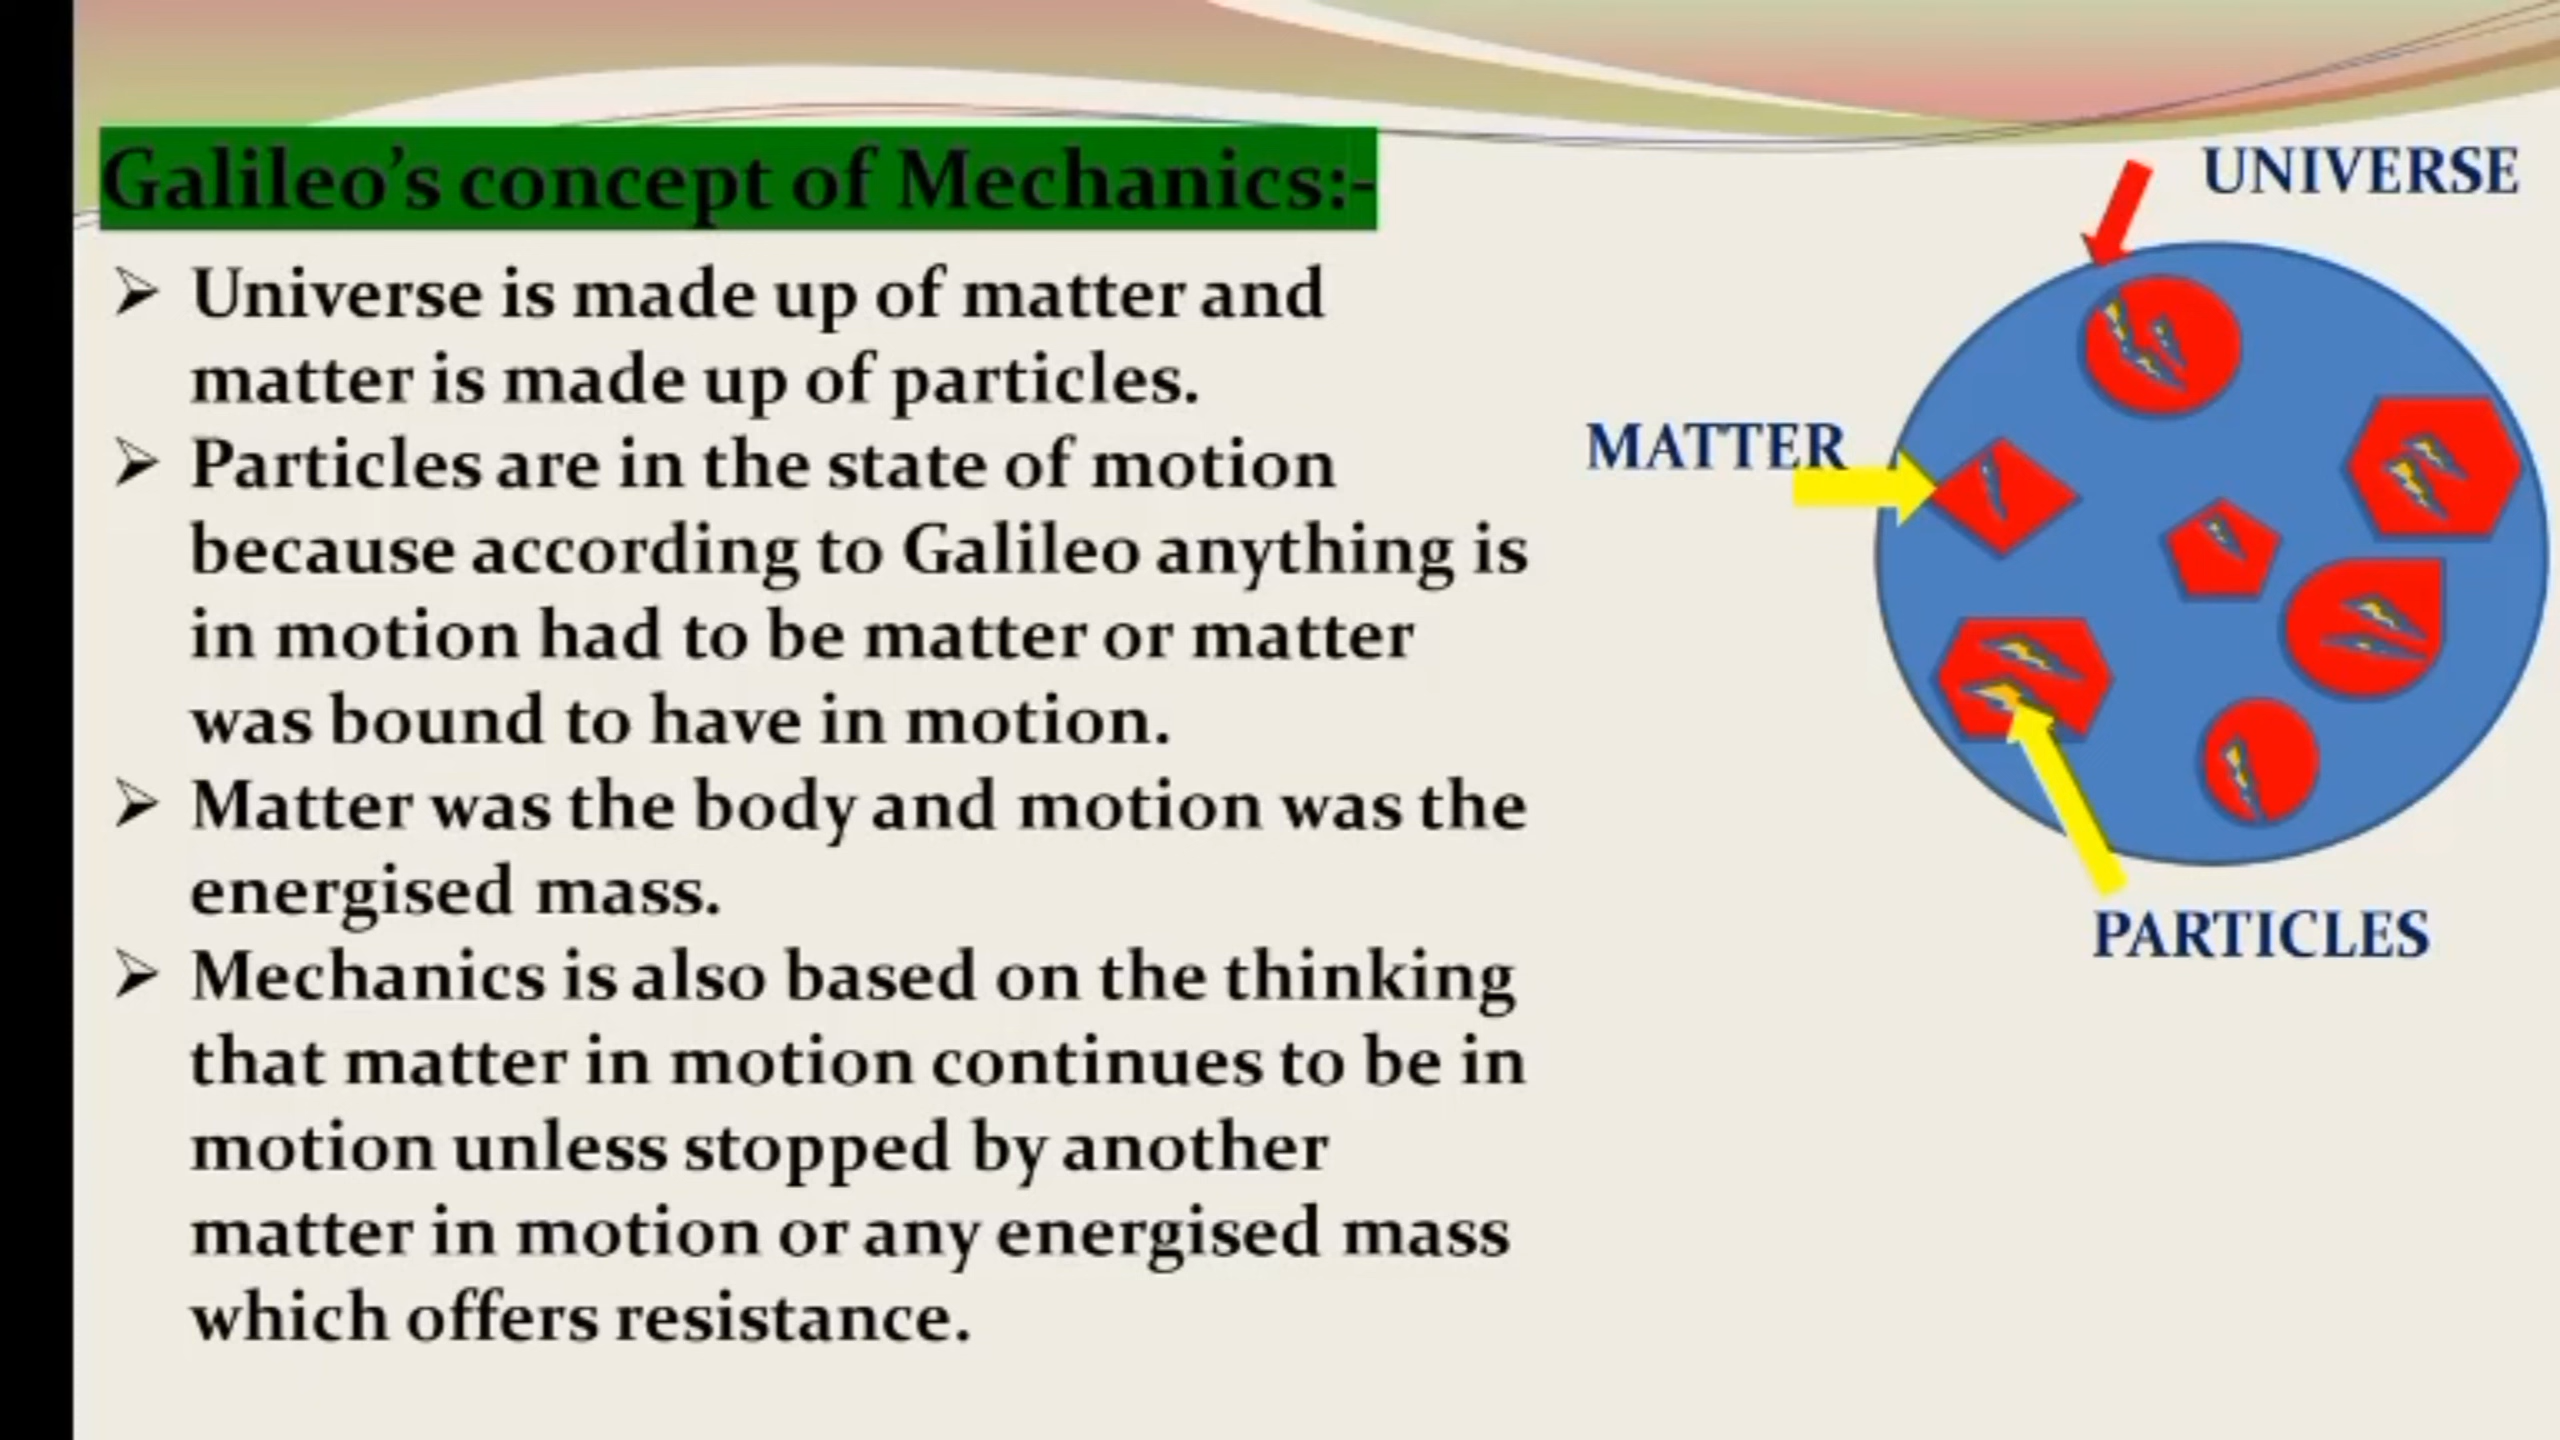 Galileo's concept of Mechanics:-
Universe is made up of matter and
matter is made up of particles.
Particles are in the state of motion
because according to Galileo anything is
in motion had to be matter or matter
was bound to have in motion.
Matter was the body and motion was the
energised mass.
Mechanics is also based on the thinking
that matter in motion continues to be in
motion unless stopped by another
matter in motion or any energised mass
which offers resistance.
UNIVERSE
MATTER
PARTICLES